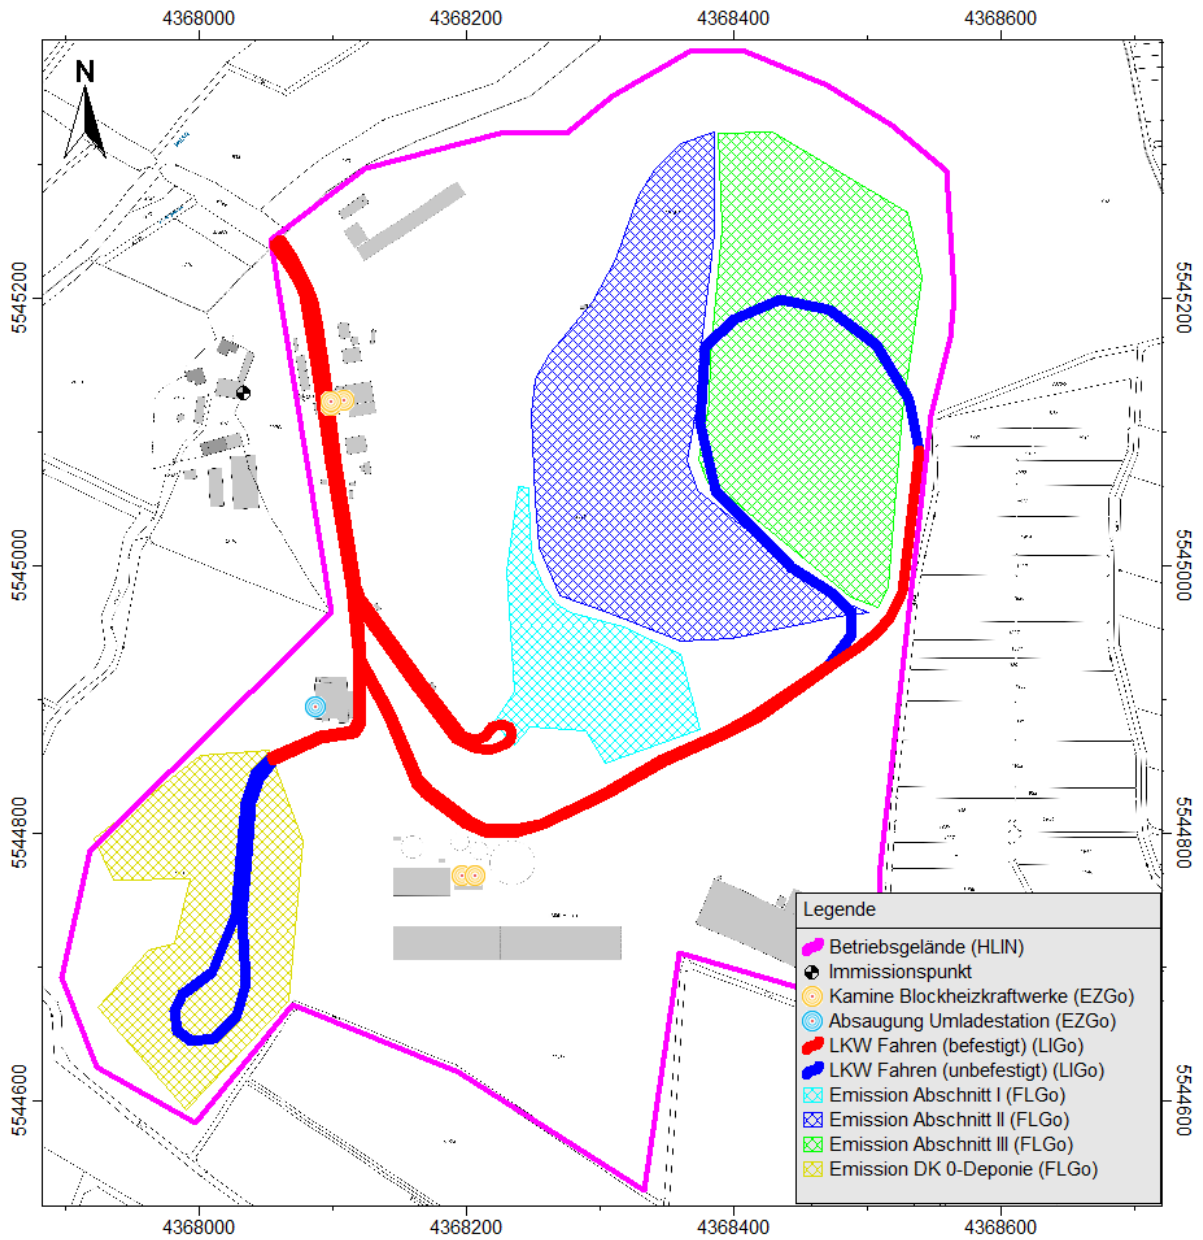 4368000 4368200 4368400 4368600
N
5545200 5545200
5545000 5545000
5544800 5544800
5544600 5544600
Legende
Betriebsgelände (HLIN)
Immissionspunkt
Kamine Blockheizkraftwerke (EZGo)
Absaugung Umladestation (EZGo)
LKW Fahren (befestigt) (LIGo)
LKW Fahren (unbefestigt) (LIGo)
Emission Abschnitt I (FLGo)
Emission Abschnitt II (FLGo)
Emission Abschnitt III (FLGo)
Emission DK 0-Deponie (FLGo)
4368000 4368200 4368400 4368600